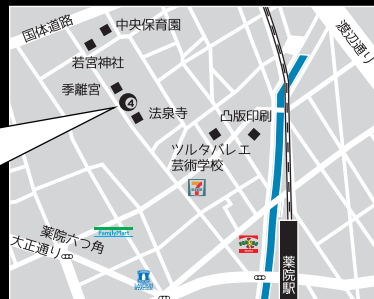 国体道路
中央保育園
渡辺通り
若宮神社
季離宮
4
法泉寺
凸版印刷
ツルタバレエ
芸術学校
7
FamilyMart
薬院六つ角
大正通り
薬院駅